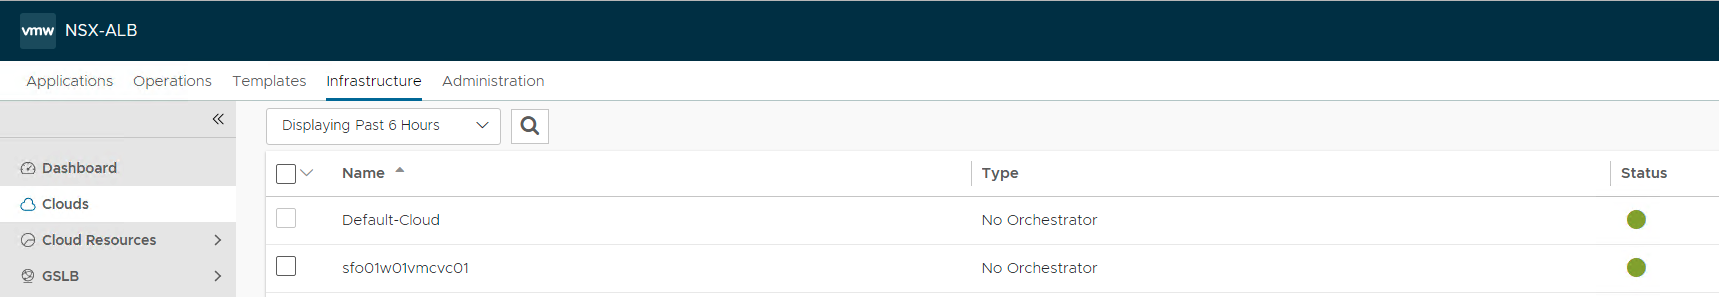 vmw NSX-ALB
Applications Operations Templates Infrastructure Administration
Displaying Past 6 Hours
Dashboard
Clouds
Cloud Resources
GSLB
Name Type Status
Default-Cloud No Orchestrator
sfo01w01vmcvc01 No Orchestrator